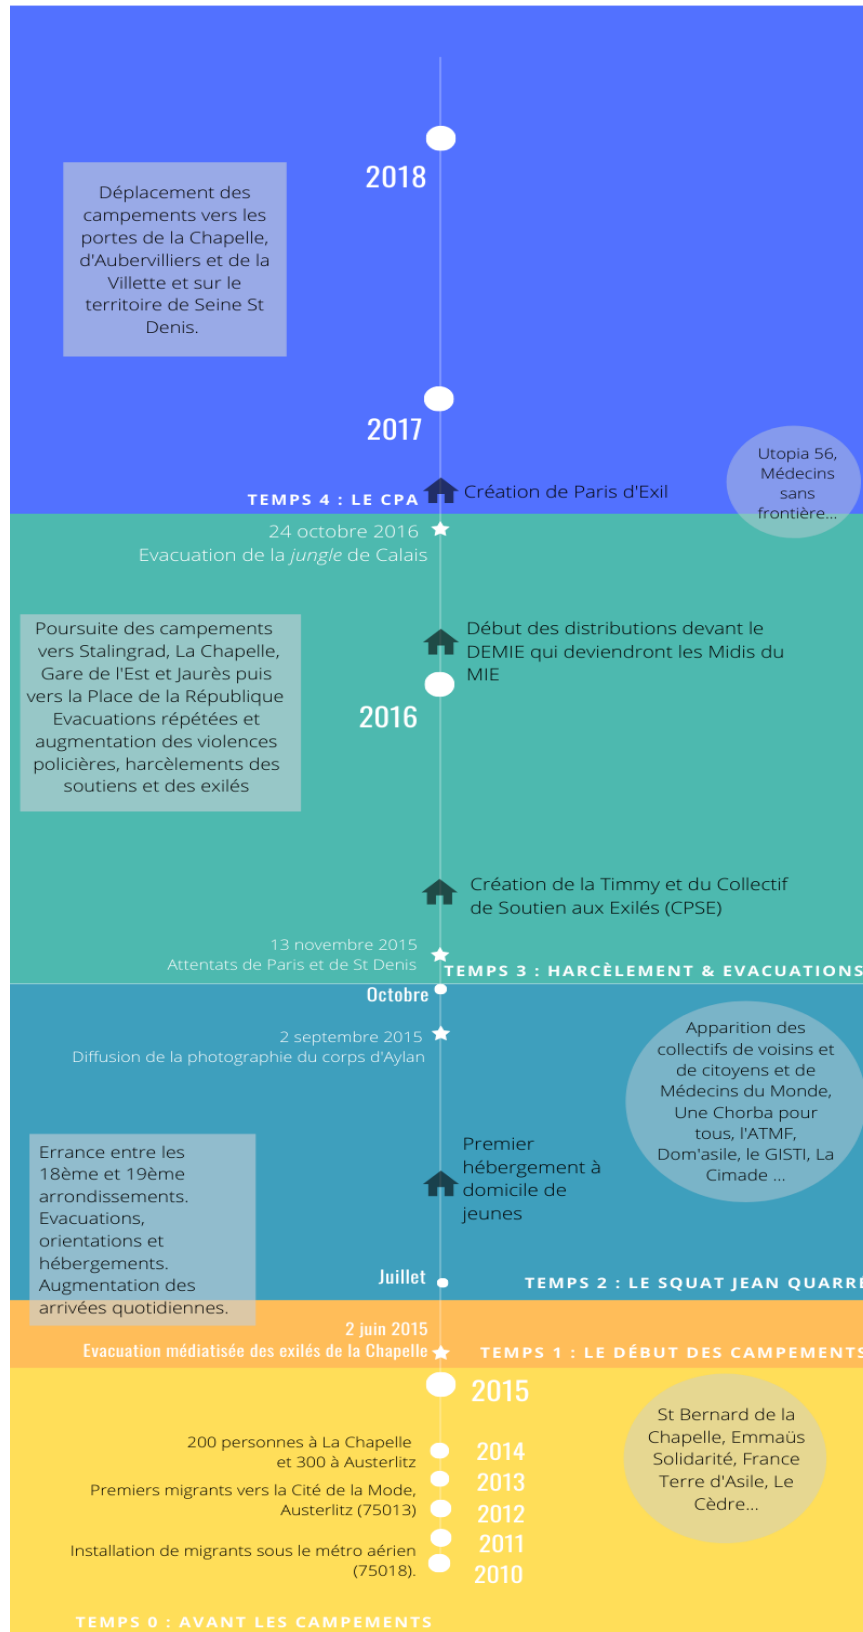 2018
Déplacement des
campements vers les
portes de la Chapelle,
d'Aubervilliers et de la
Villette et sur le
territoire de Seine St
Denis.
2017
Utopia 56,
Médecins
sans
frontière...
TEMPS 4 : LE CPA
Création de Paris d'Exil
24 octobre 2016
Evacuation de la jungle de Calais
Poursuite des campements
vers Stalingrad, La Chapelle,
Gare de l'Est et Jaurès puis
vers la Place de la République
Evacuations répétées et
augmentation des violences
policières, harcèlements des
soutiens et des exilés
Début des distributions devant le
DEMIE qui deviendront les Midis du
MIE
2016
Création de la Timmy et du Collectif
de Soutien aux Exilés (CPSE)
13 novembre 2015
Attentats de Paris et de St Denis
TEMPS 3 : HARCÈLEMENT & EVACUATIONS
Octobre
2 septembre 2015
Diffusion de la photographie du corps d'Aylan
Apparition des
collectifs de voisins et
de citoyens et de
Médecins du Monde,
Une Chorba pour
tous, l'ATMF,
Dom'asile, le GISTI, La
Cimade ...
Errance entre les
18ème et 19ème
arrondissements.
Evacuations,
orientations et
hébergements.
Augmentation des
arrivées quotidiennes.
Premier
hébergement à
domicile de
jeunes
Juillet
TEMPS 2 : LE SQUAT JEAN QUARRE
2 juin 2015
Evacuation médiatisée des exilés de la Chapelle
TEMPS 1 : LE DÉBUT DES CAMPEMENTS
2015
St Bernard de la
Chapelle, Emmaüs
Solidarité, France
Terre d'Asile, Le
Cèdre...
200 personnes à La Chapelle
et 300 à Austerlitz
2014
2013
Premiers migrants vers la Cité de la Mode,
Austerlitz (75013)
2012
2011
Installation de migrants sous le métro aérien
(75018).
2010
TEMPS 0 : AVANT LES CAMPEMENTS